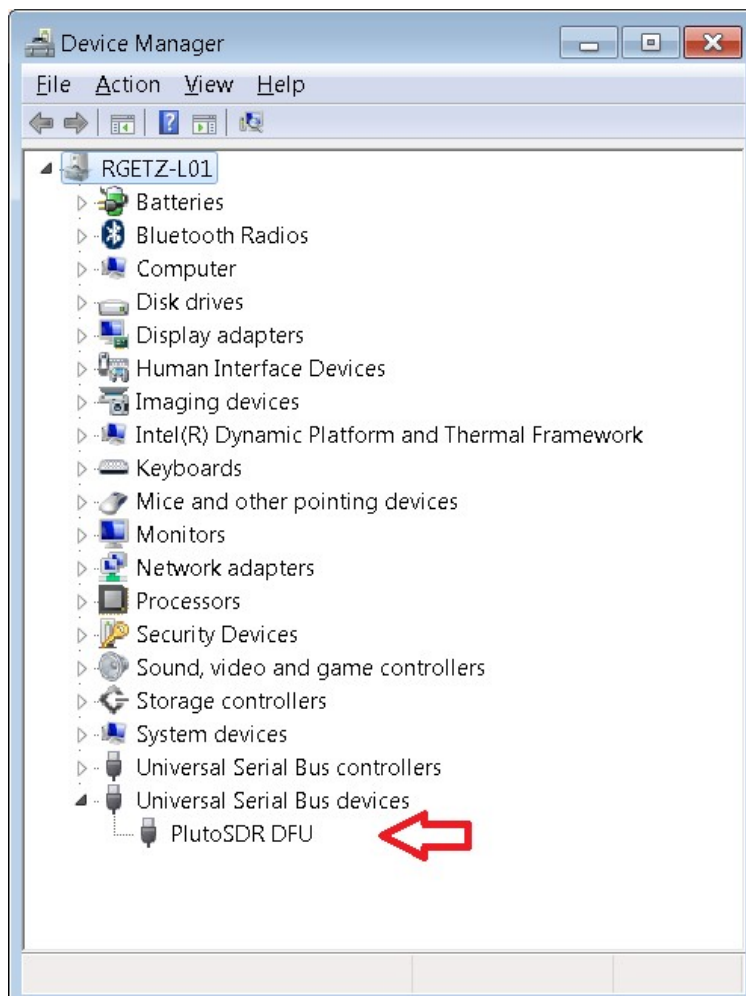 Device Manager
File Action View Help
RGETZ-L01
Batteries
Bluetooth Radios
Computer
Disk drives
Display adapters
Human Interface Devices
Imaging devices
Intel(R) Dynamic Platform and Thermal Framework
Keyboards
Mice and other pointing devices
Monitors
Network adapters
Processors
Security Devices
Sound, video and game controllers
Storage controllers
System devices
Universal Serial Bus controllers
Universal Serial Bus devices
PlutoSDR DFU